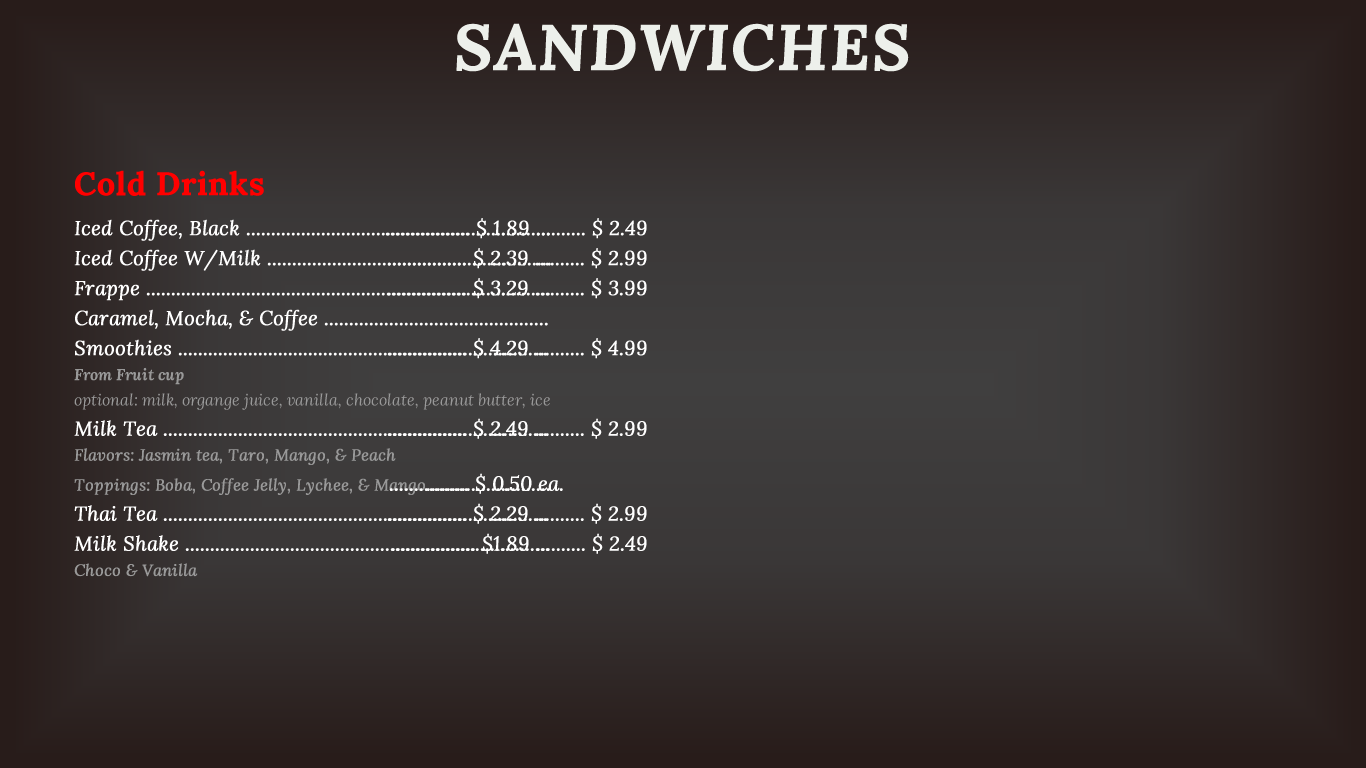 SANDWICHES
Cold Drinks
Iced Coffee, Black ............................................. $ 1.89 ............ $ 2.49
Iced Coffee W/Milk ......................................... $ 2.39 ............ $ 2.99
Frappe ................................................................. $ 3.29 ............ $ 3.99
Caramel, Mocha, & Coffee .............................................
Smoothies ........................................................... $ 4.29 ............ $ 4.99
From Fruit cup
optional: milk, organge juice, vanilla, chocolate, peanut butter, ice
Milk Tea .............................................................. $ 2.49 ............ $ 2.99
Flavors: Jasmin tea, Taro, Mango, & Peach
Toppings: Boba, Coffee Jelly, Lychee, & Mango................ $ 0.50 ea.
Thai Tea .............................................................. $ 2.29 ............ $ 2.99
Milk Shake ........................................................... $1.89 ............ $ 2.49
Choco & Vanilla